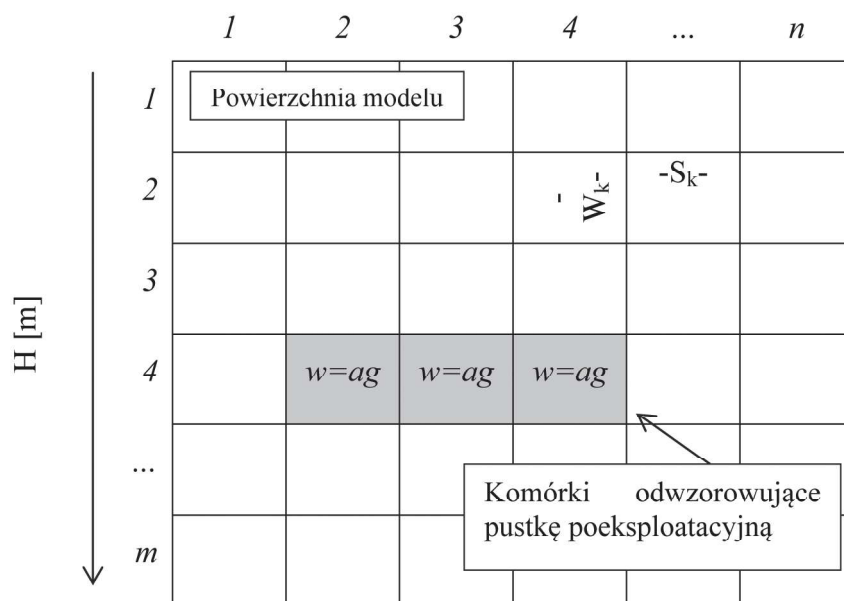 1 2 3 4 ... n
1 Powierzchnia modelu
2 - W_k- -S_k-
3
H [m]
4 w=ag w=ag w=ag
...
Komórki odwzorowujące
pustkę poeksploatacyjną
m